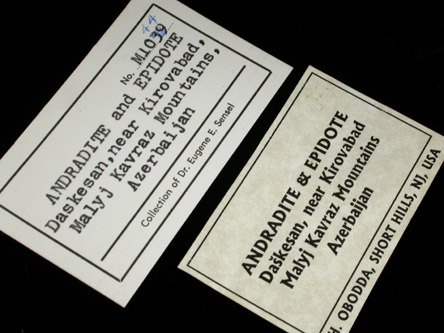 44
No. M1039
ANDRADITE and EPIDOTE
Daskesan,near Kirovabad,
Malyj Kavraz Mountains,
Azerbaijan
Collection of Dr. Eugene E. Sensel
ANDRADITE & EPIDOTE
Daškesan, near Kirovabad
Malyj Kavraz Mountains
Azerbaijan
H. OBODDA, SHORT HILLS, NJ, USA